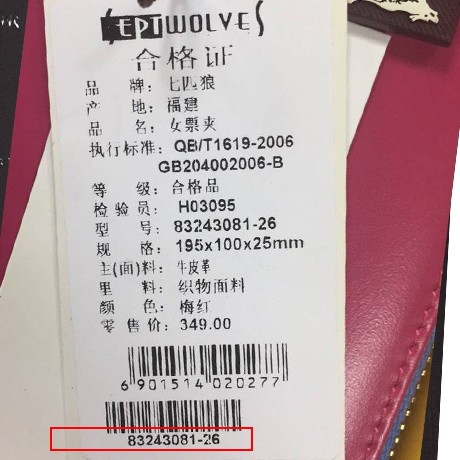 SEPTWOLVES
合格证
品 牌: 七匹狼
产 地: 福建
品 名: 女票夹
执行标准: QB/T1619-2006
GB204002006-B
等 级: 合格品
检 验 员: H03095
型 号: 83243081-26
规 格: 195x100x25mm
主(面)料: 牛皮革
里 料: 织物面料
颜 色: 梅红
零 售 价: 349.00
6 901514 020277
83243081-26